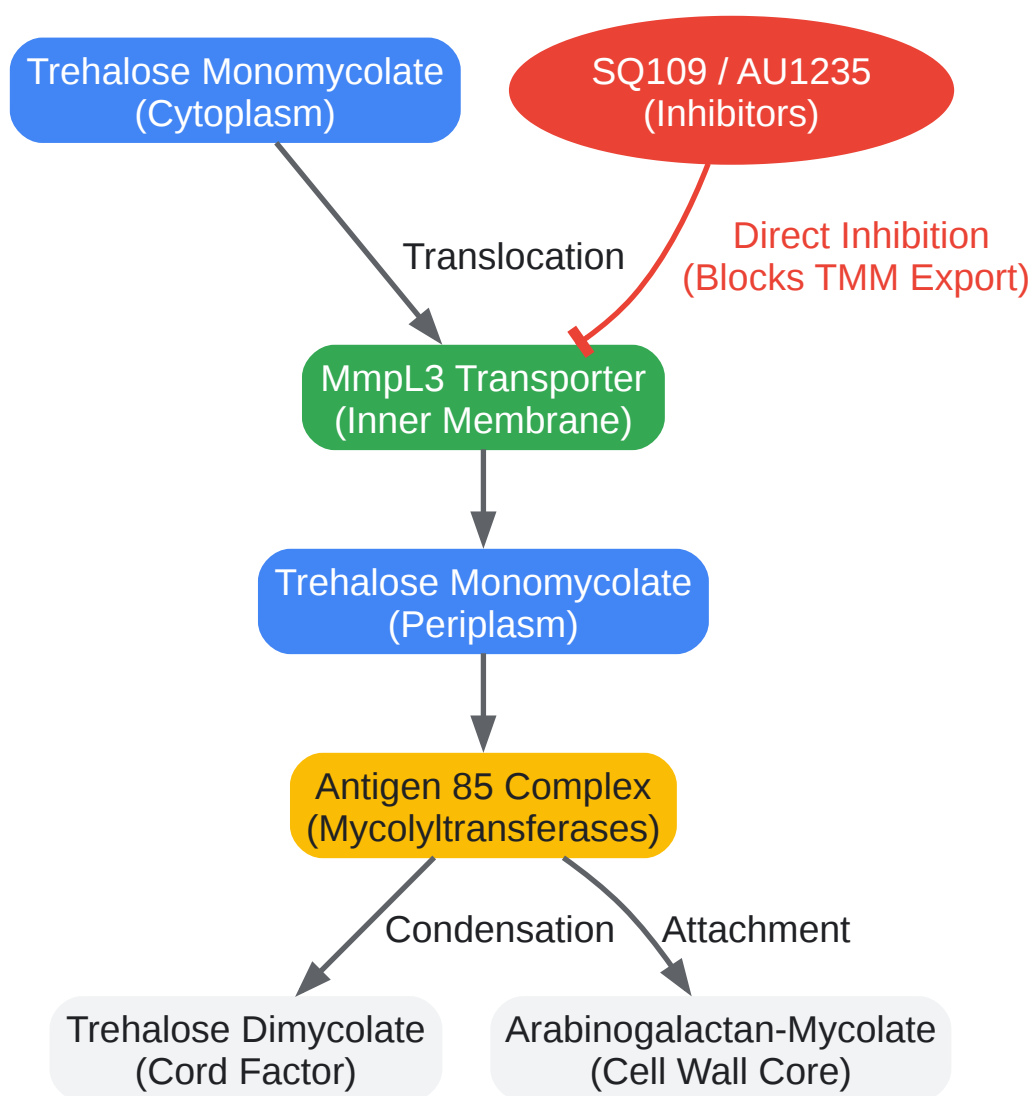 Trehalose Monomycolate
(Cytoplasm)
SQ109 / AU1235
(Inhibitors)
Translocation
Direct Inhibition
(Blocks TMM Export)
MmpL3 Transporter
(Inner Membrane)
Trehalose Monomycolate
(Periplasm)
Antigen 85 Complex
(Mycolyltransferases)
Condensation
Attachment
Trehalose Dimycolate
(Cord Factor)
Arabinogalactan-Mycolate
(Cell Wall Core)